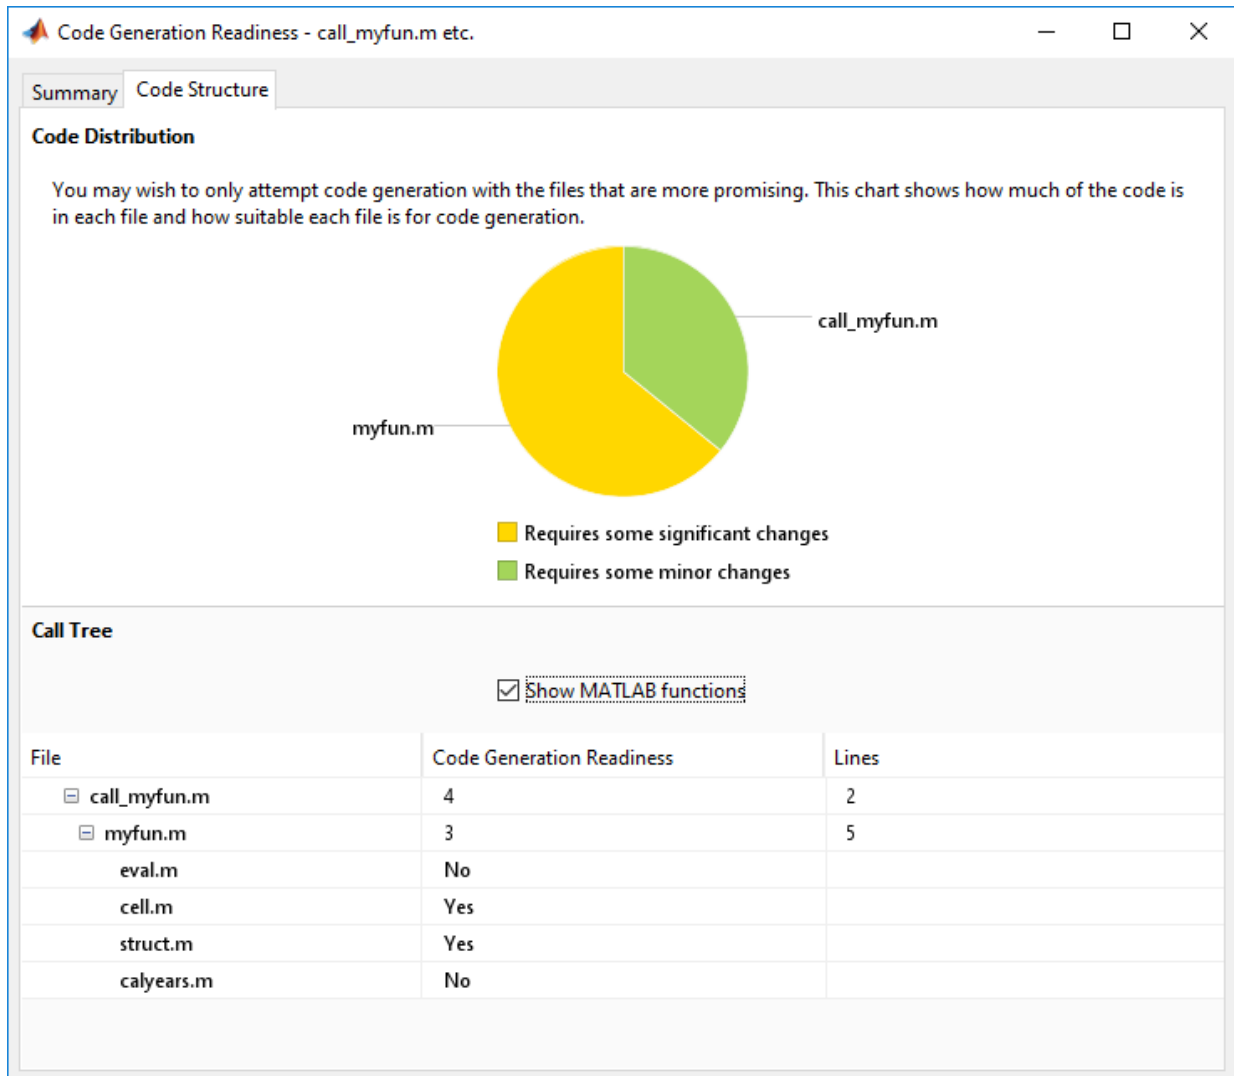 Code Generation Readiness - call_myfun.m etc.
Summary Code Structure
Code Distribution
You may wish to only attempt code generation with the files that are more promising. This chart shows how much of the code is
in each file and how suitable each file is for code generation.
call_myfun.m
myfun.m
Requires some significant changes
Requires some minor changes
Call Tree
Show MATLAB functions
File Code Generation Readiness Lines
call_myfun.m 4 2
myfun.m 3 5
eval.m No
cell.m Yes
struct.m Yes
calyears.m No